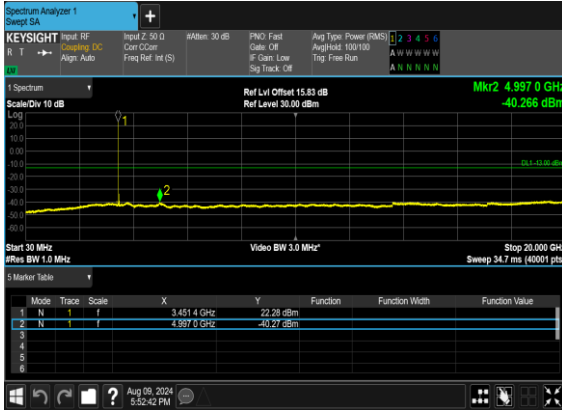 Spectrum Analyzer 1
Swept SA
+
KEYSIGHT Input: RF Input Z: 50 Ω #Atten: 30 dB PNO: Fast Avg Type: Power (RMS) 1 2 3 4 5 6
R T Coupling: DC Corr CCorr Gate: Off Avg|Hold: 100/100 A W W W W W
Align: Auto Freq Ref: Int (S) IF Gain: Low Trig: Free Run
Sig Track: Off A N N N N N
1 Spectrum
Ref Lvl Offset 15.83 dB Mkr2 4.997 0 GHz
Scale/Div 10 dB Ref Level 30.00 dBm -40.266 dBm
Log
1
20.0
10.0
0.00
-10.0 DL1 -13.00 dBm
-20.0
-30.0 2
-40.0
-50.0
-60.0
Start 30 MHz Video BW 3.0 MHz* Stop 20.000 GHz
#Res BW 1.0 MHz Sweep 34.7 ms (40001 pts)
5 Marker Table
Mode Trace Scale X Y Function Function Width Function Value
1 N 1 f 3.451 4 GHz 22.28 dBm
2 N 1 f 4.997 0 GHz -40.27 dBm
3
4
5
6
? Aug 09, 2024
5:52:42 PM